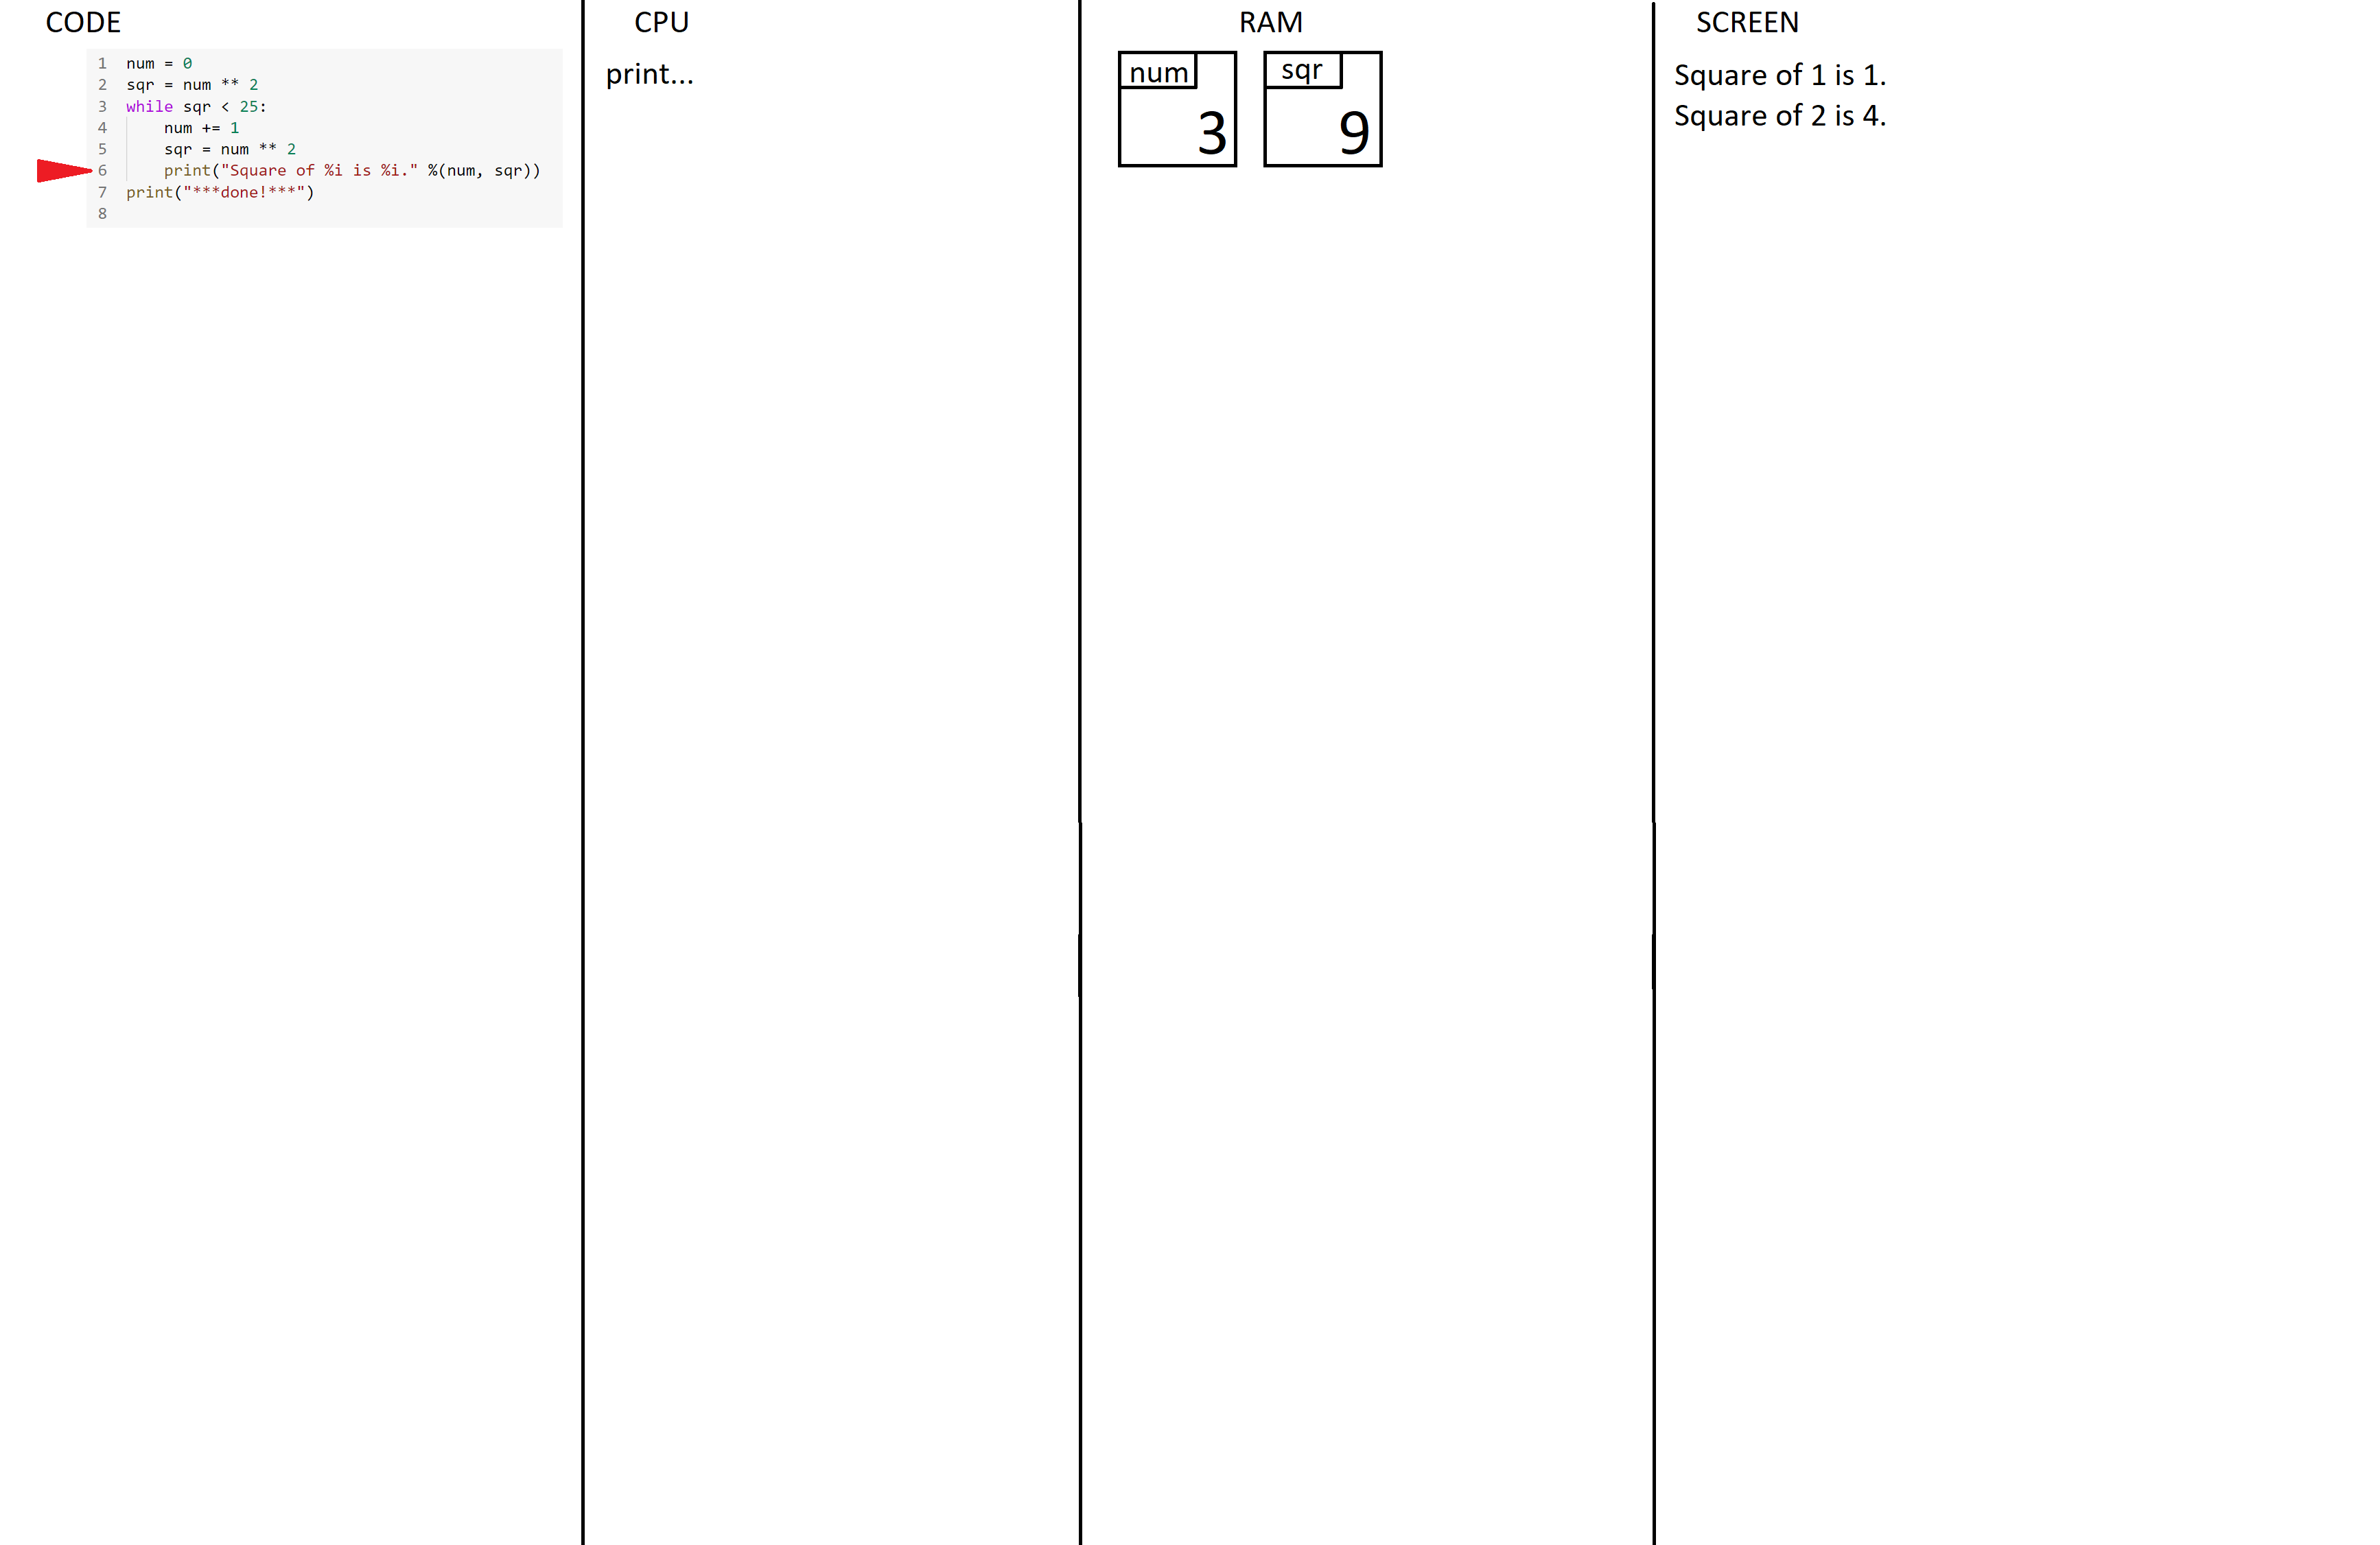 CODE
1 num = 0
2 sqr = num ** 2
3 while sqr < 25:
4     num += 1
5     sqr = num ** 2
6     print("Square of %i is %i." %(num, sqr))
7 print("***done!***")
8
CPU
print...
RAM
num
3
sqr
9
SCREEN
Square of 1 is 1.
Square of 2 is 4.